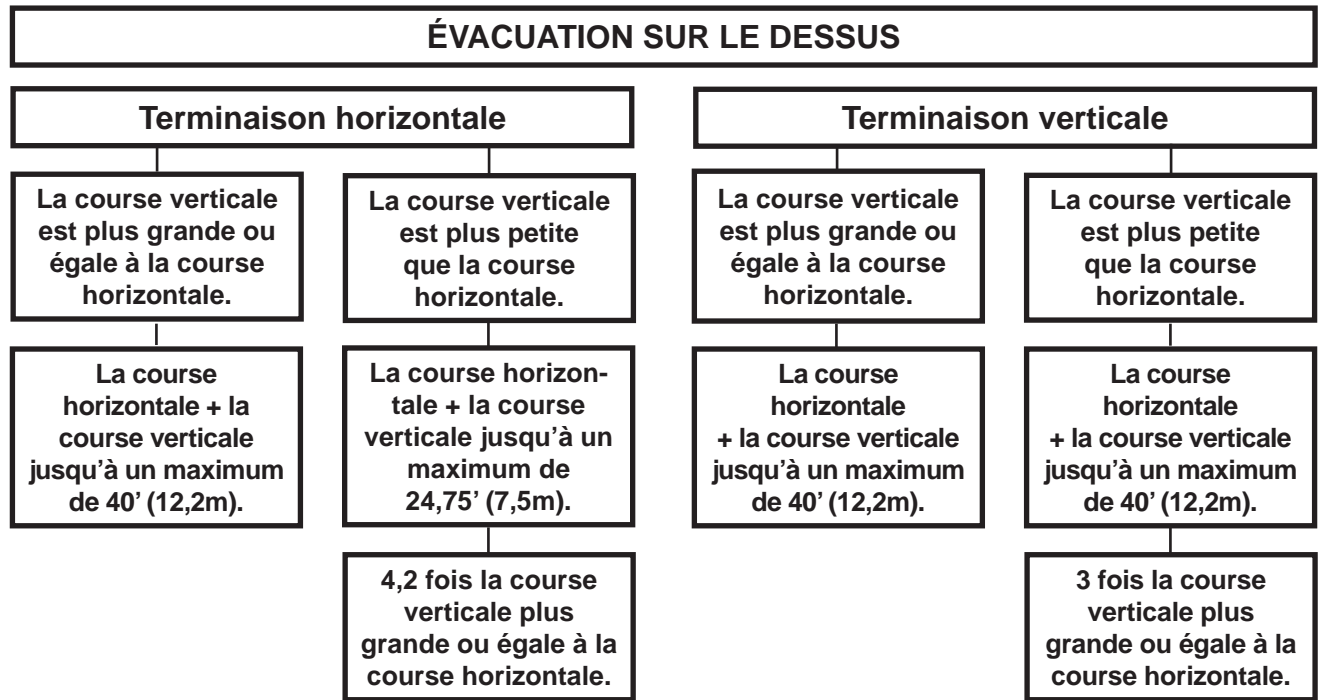 ÉVACUATION SUR LE DESSUS
Terminaison horizontale
La course verticale
est plus grande ou
égale à la course
horizontale.
La course
horizontale + la
course verticale
jusqu’à un maximum
de 40’ (12,2m).
La course verticale
est plus petite
que la course
horizontale.
La course horizon-
tale + la course
verticale jusqu’à un
maximum de
24,75’ (7,5m).
4,2 fois la course
verticale plus
grande ou égale à la
course horizontale.
Terminaison verticale
La course verticale
est plus grande ou
égale à la course
horizontale.
La course
horizontale
+ la course verticale
jusqu’à un maximum
de 40’ (12,2m).
La course verticale
est plus petite
que la course
horizontale.
La course
horizontale
+ la course verticale
jusqu’à un maximum
de 40’ (12,2m).
3 fois la course
verticale plus
grande ou égale à la
course horizontale.